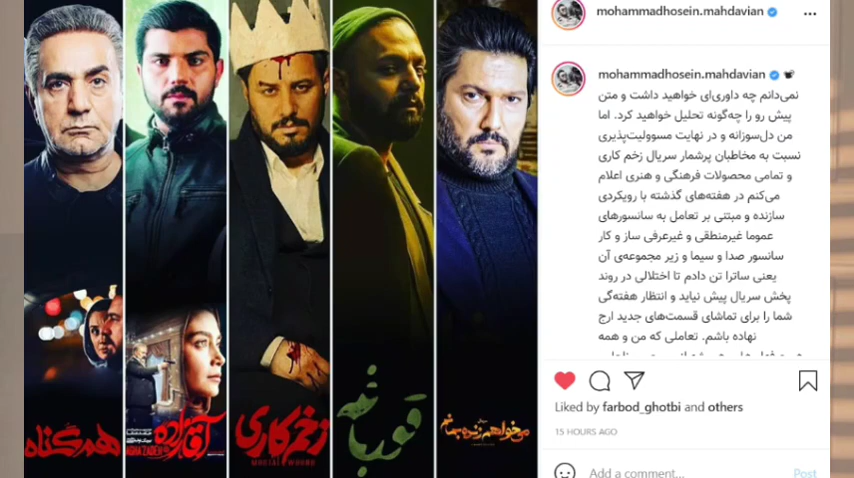 هم‌گناه
آقازاده
AGHAZADEH
زخم کاری
MORTAL WOUND
قورباغه
می‌خواهم زنده بمانم
mohammadhosein.mahdavian
mohammadhosein.mahdavian
نمی‌دانم چه داوری‌ای خواهید داشت و متن
پیش رو را چه‌گونه تحلیل خواهید کرد. اما
من دل‌سوزانه و در نهایت مسوولیت‌پذیری
نسبت به مخاطبان پرشمار سریال زخم کاری
و تمامی محصولات فرهنگی و هنری اعلام
می‌کنم در هفته‌های گذشته با رویکردی
سازنده و مبتنی بر تعامل به سانسورهای
عموما غیرمنطقی و غیرعرفی ساز و کار
سانسور صدا و سیما و زیر مجموعه‌ی آن
یعنی ساترا تن دادم تا اختلالی در روند
پخش سریال پیش نیاید و انتظار هفته‌گی
شما را برای تماشای قسمت‌های جدید ارج
نهاده باشم. تعاملی که من و همه
Liked by farbod_ghotbi and others
15 HOURS AGO
Add a comment...
Post